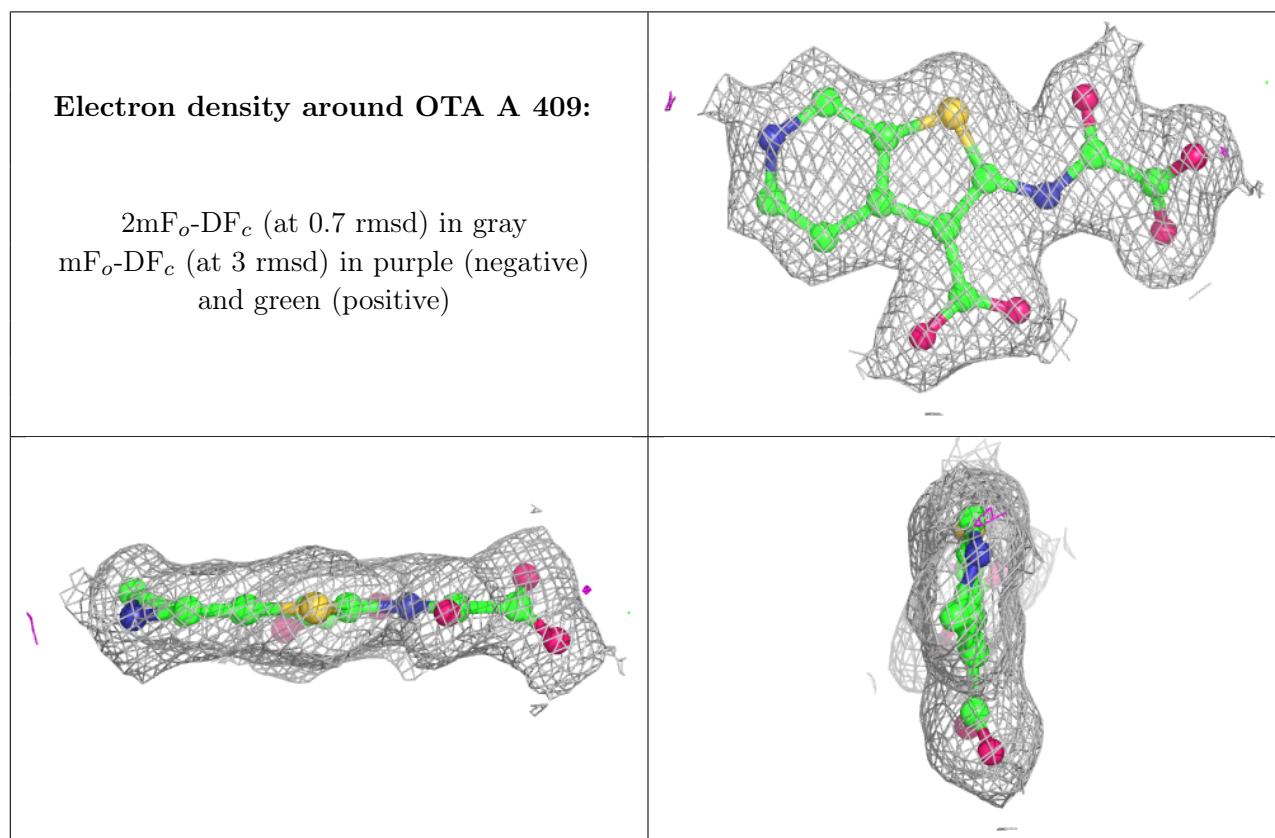 Electron density around OTA A 409:
2mFₒ-DF𝒸 (at 0.7 rmsd) in gray
mFₒ-DF𝒸 (at 3 rmsd) in purple (negative)
and green (positive)